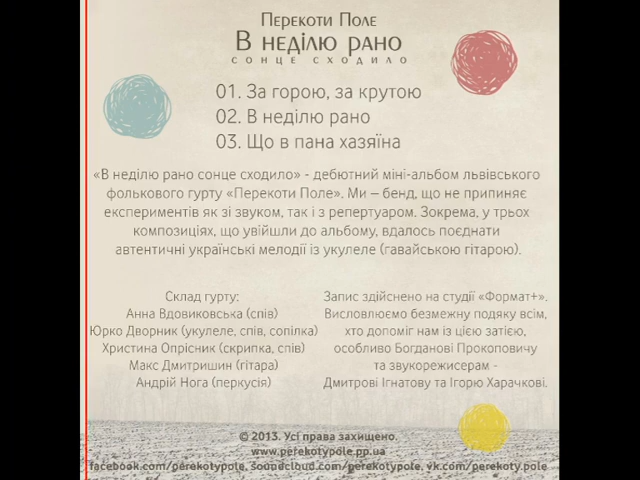 Перекоти Поле
В неділю рано
сонце сходило
01. За горою, за крутою
02. В неділю рано
03. Що в пана хазяїна
«В неділю рано сонце сходило» - дебютний міні-альбом львівського
фолькового гурту «Перекоти Поле». Ми – бенд, що не припиняє
експериментів як зі звуком, так і з репертуаром. Зокрема, у трьох
композиціях, що увійшли до альбому, вдалось поєднати
автентичні українські мелодії із укулеле (гавайською гітарою).
Склад гурту:
Анна Вдовиковська (спів)
Юрко Дворник (укулеле, спів, сопілка)
Христина Опрісник (скрипка, спів)
Макс Дмитришин (гітара)
Андрій Нога (перкусія)
Запис здійснено на студії «Формат+».
Висловлюємо безмежну подяку всім,
хто допоміг нам із цією затією,
особливо Богданові Прокоповичу
та звукорежисерам -
Дмитрові Ігнатову та Ігорю Харачкові.
© 2013. Усі права захищено.
www.perekotypole.pp.ua
facebook.com/perekotypole, soundcloud.com/perekotypole, vk.com/perekoty.pole